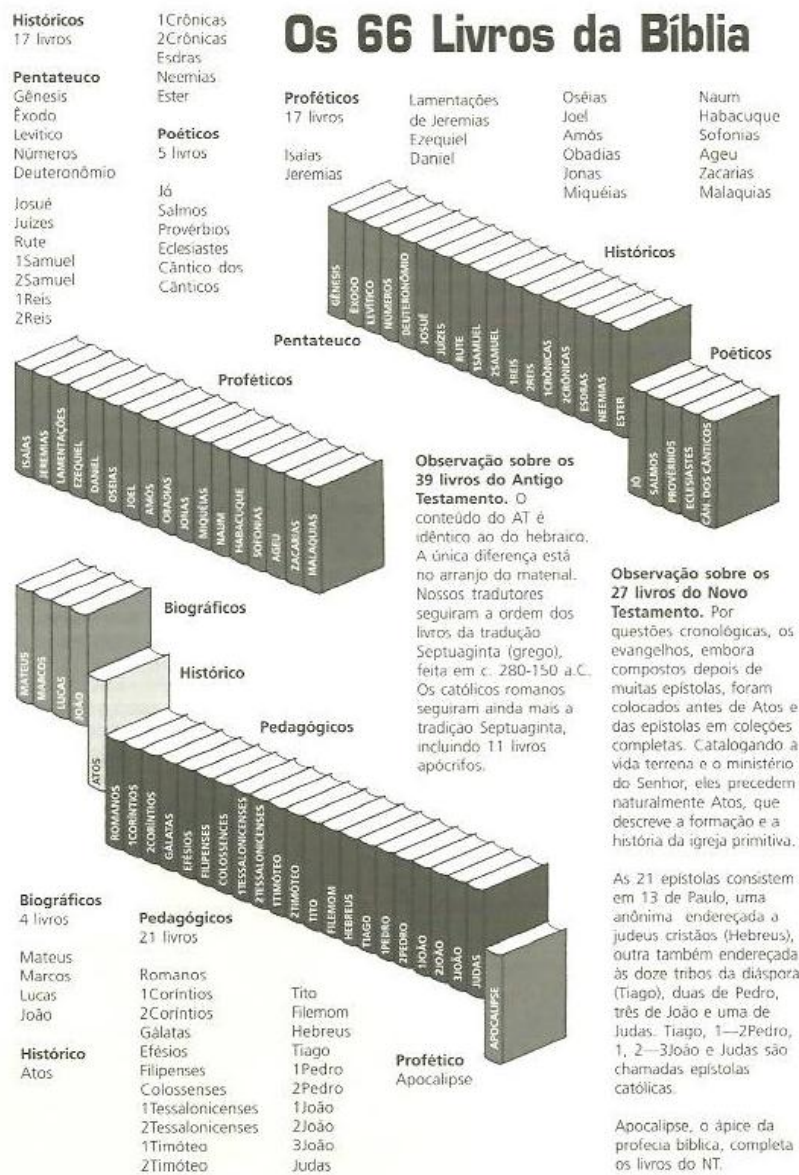 Os 66 Livros da Bíblia
Históricos
17 livros
Pentateuco
Gênesis
Êxodo
Levítico
Números
Deuteronômio
Josué
Juízes
Rute
1Samuel
2Samuel
1Reis
2Reis
1Crônicas
2Crônicas
Esdras
Neemias
Ester
Poéticos
5 livros
Jó
Salmos
Provérbios
Eclesiastes
Cântico dos
Cânticos
Proféticos
17 livros
Isaías
Jeremias
Lamentações
de Jeremias
Ezequiel
Daniel
Oséias
Joel
Amós
Obadias
Jonas
Miquéias
Naum
Habacuque
Sofonias
Ageu
Zacarias
Malaquias
Históricos
Pentateuco
GÊNESIS
ÊXODO
LEVÍTICO
NÚMEROS
DEUTERONÔMIO
JOSUÉ
JUÍZES
RUTE
1SAMUEL
2SAMUEL
1REIS
2REIS
1CRÔNICAS
2CRÔNICAS
ESDRAS
NEEMIAS
ESTER
Poéticos
JÓ
SALMOS
PROVÉRBIOS
ECLESIASTES
CÂN. DOS CÂNTICOS
Proféticos
ISAÍAS
JEREMIAS
LAMENTAÇÕES
EZEQUIEL
DANIEL
OSEIAS
JOEL
AMÓS
OBADIAS
JONAS
MIQUÉIAS
NAUM
HABACUQUE
SOFONIAS
AGEU
ZACARIAS
MALAQUIAS
Observação sobre os
39 livros do Antigo
Testamento. O
conteúdo do AT é
idêntico ao do hebraico.
A única diferença está
no arranjo do material.
Nossos tradutores
seguiram a ordem dos
livros da tradução
Septuaginta (grego),
feita em c. 280-150 a.C.
Os católicos romanos
seguiram ainda mais a
tradição Septuaginta,
incluindo 11 livros
apócrifos.
Observação sobre os
27 livros do Novo
Testamento. Por
questões cronológicas, os
evangelhos, embora
compostos depois de
muitas epístolas, foram
colocados antes de Atos e
das epístolas em coleções
completas. Catalogando a
vida terrena e o ministério
do Senhor, eles precedem
naturalmente Atos, que
descreve a formação e a
história da igreja primitiva.
As 21 epístolas consistem
em 13 de Paulo, uma
anônima endereçada a
judeus cristãos (Hebreus),
outra também endereçada
às doze tribos da diáspora
(Tiago), duas de Pedro,
três de João e uma de
Judas. Tiago, 1—2Pedro,
1, 2—3João e Judas são
chamadas epístolas
católicas.
Apocalipse, o ápice da
profecia bíblica, completa
os livros do NT.
Biográficos
MATEUS
MARCOS
LUCAS
JOÃO
Histórico
ATOS
Pedagógicos
ROMANOS
1CORÍNTIOS
2CORÍNTIOS
GÁLATAS
EFÉSIOS
FILIPENSES
COLOSSENCES
1TESSALONICENSES
2TESSALONICENSES
1TIMÓTEO
2TIMÓTEO
TITO
FILEMOM
HEBREUS
TIAGO
1PEDRO
2PEDRO
1JOÃO
2JOÃO
3JOÃO
JUDAS
APOCALIPSE
Biográficos
4 livros
Mateus
Marcos
Lucas
João
Histórico
Atos
Pedagógicos
21 livros
Romanos
1Coríntios
2Coríntios
Gálatas
Efésios
Filipenses
Colossenses
1Tessalonicenses
2Tessalonicenses
1Timóteo
2Timóteo
Tito
Filemom
Hebreus
Tiago
1Pedro
2Pedro
1João
2João
3João
Judas
Profético
Apocalipse